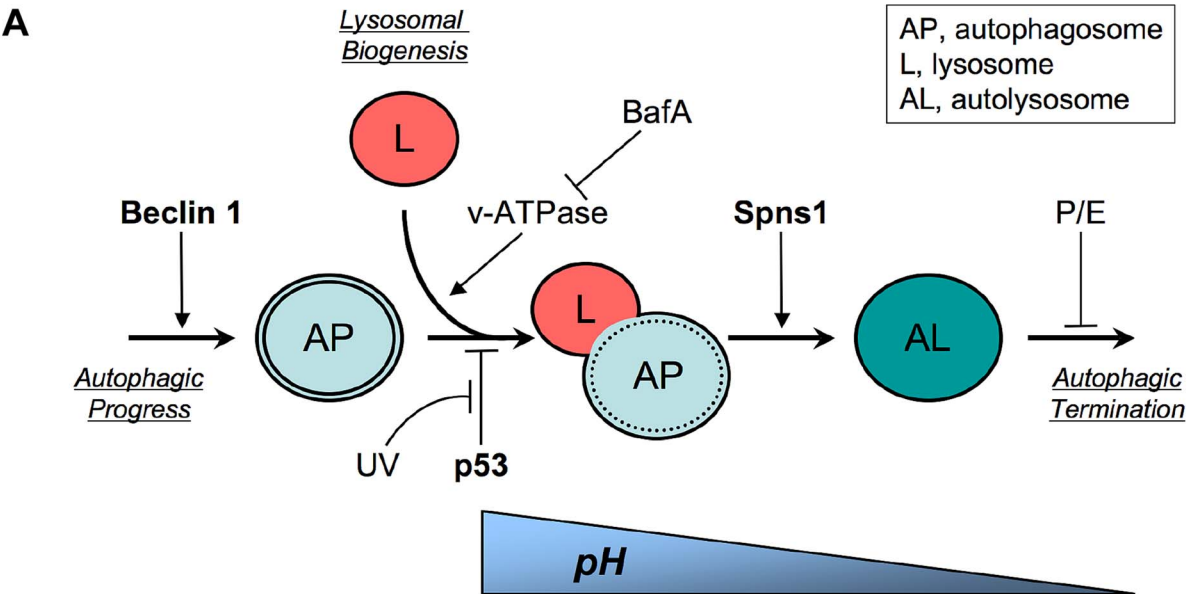 A
Lysosomal
Biogenesis
AP, autophagosome
L, lysosome
AL, autolysosome
L
BafA
Beclin 1
v-ATPase
Spns1
P/E
AP
L
AP
AL
Autophagic
Progress
Autophagic
Termination
UV
p53
pH